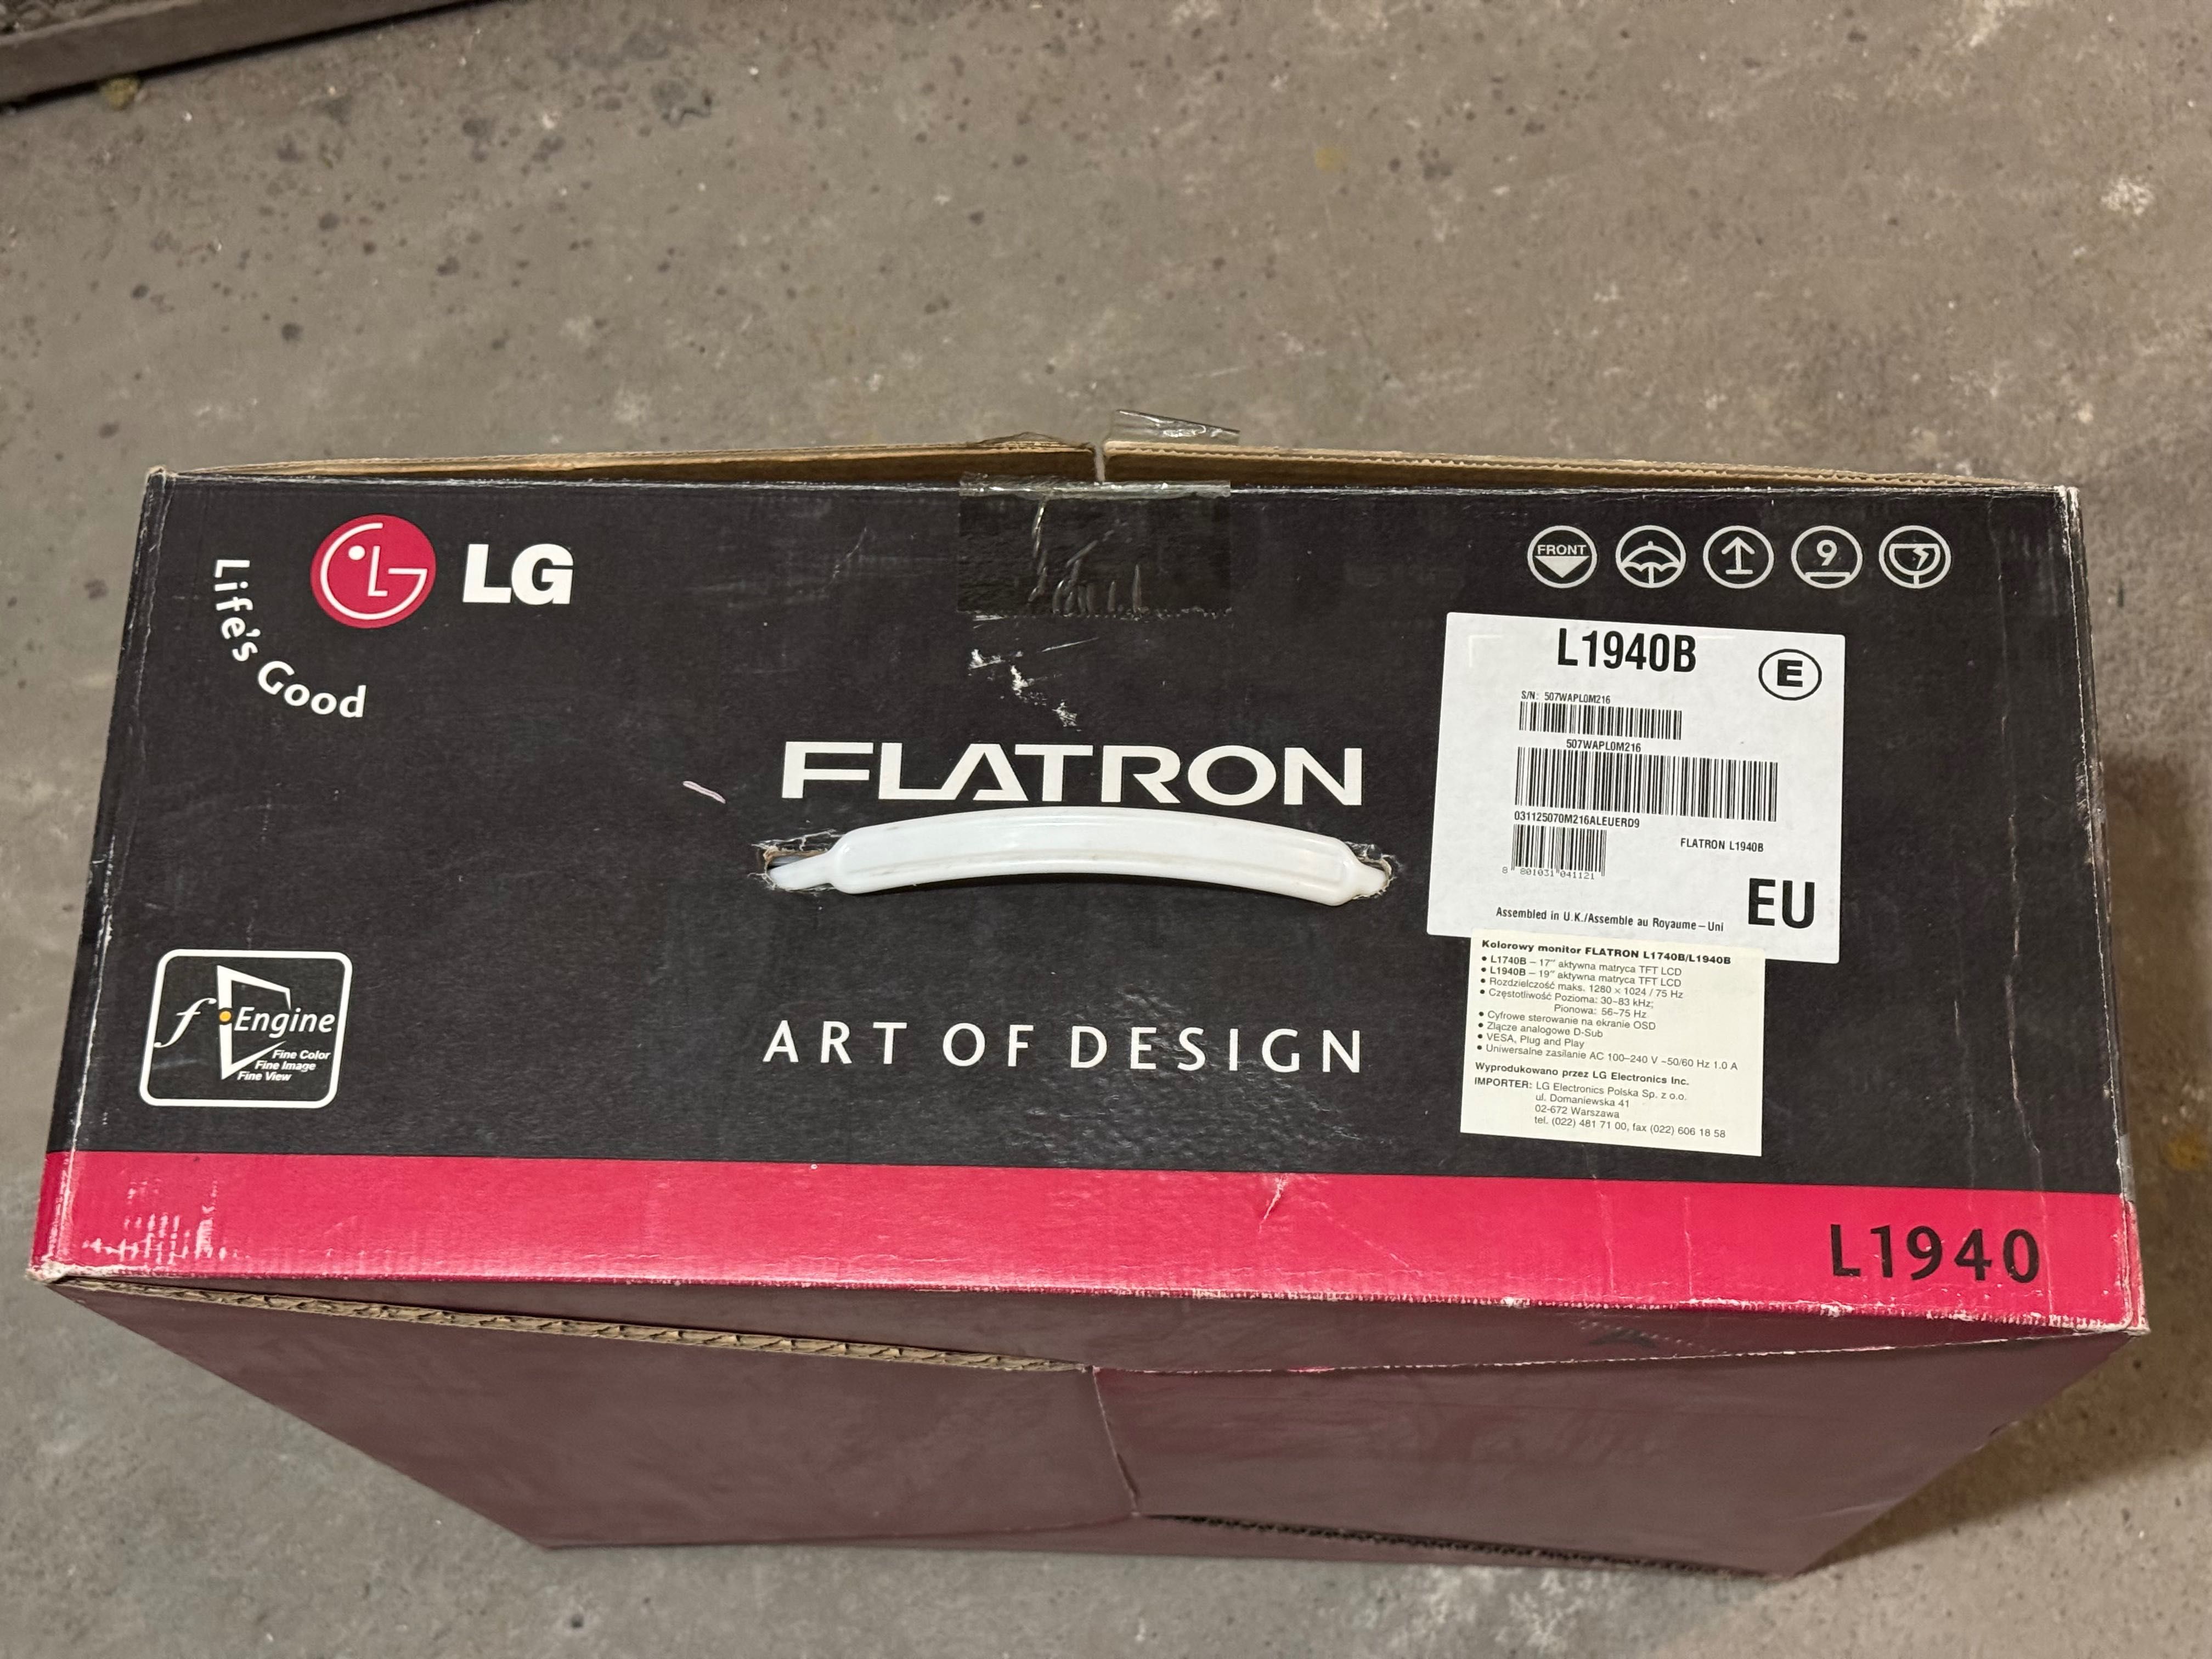 Life's Good
LG
FRONT
9
L1940B
E
S/N: 507WAPL0M216
507WAPL0M216
031125070M216ALEUERD9
FLATRON L1940B
8 801031 041121
EU
Assembled in U.K./Assemble au Royaume-Uni
FLATRON
Kolorowy monitor FLATRON L1740B/L1940B
• L1740B – 17" aktywna matryca TFT LCD
• L1940B – 19" aktywna matryca TFT LCD
• Rozdzielczość maks. 1280 × 1024 / 75 Hz
• Częstotliwość Pozioma: 30–83 kHz;
Pionowa: 56–75 Hz
• Cyfrowe sterowanie na ekranie OSD
• Złącze analogowe D-Sub
• VESA, Plug and Play
• Uniwersalne zasilanie AC 100–240 V ~50/60 Hz 1.0 A
Wyprodukowano przez LG Electronics Inc.
IMPORTER: LG Electronics Polska Sp. z o.o.
ul. Domaniewska 41
02-672 Warszawa
tel. (022) 481 71 00, fax (022) 606 18 58
f Engine
Fine Color
Fine Image
Fine View
ART OF DESIGN
L1940